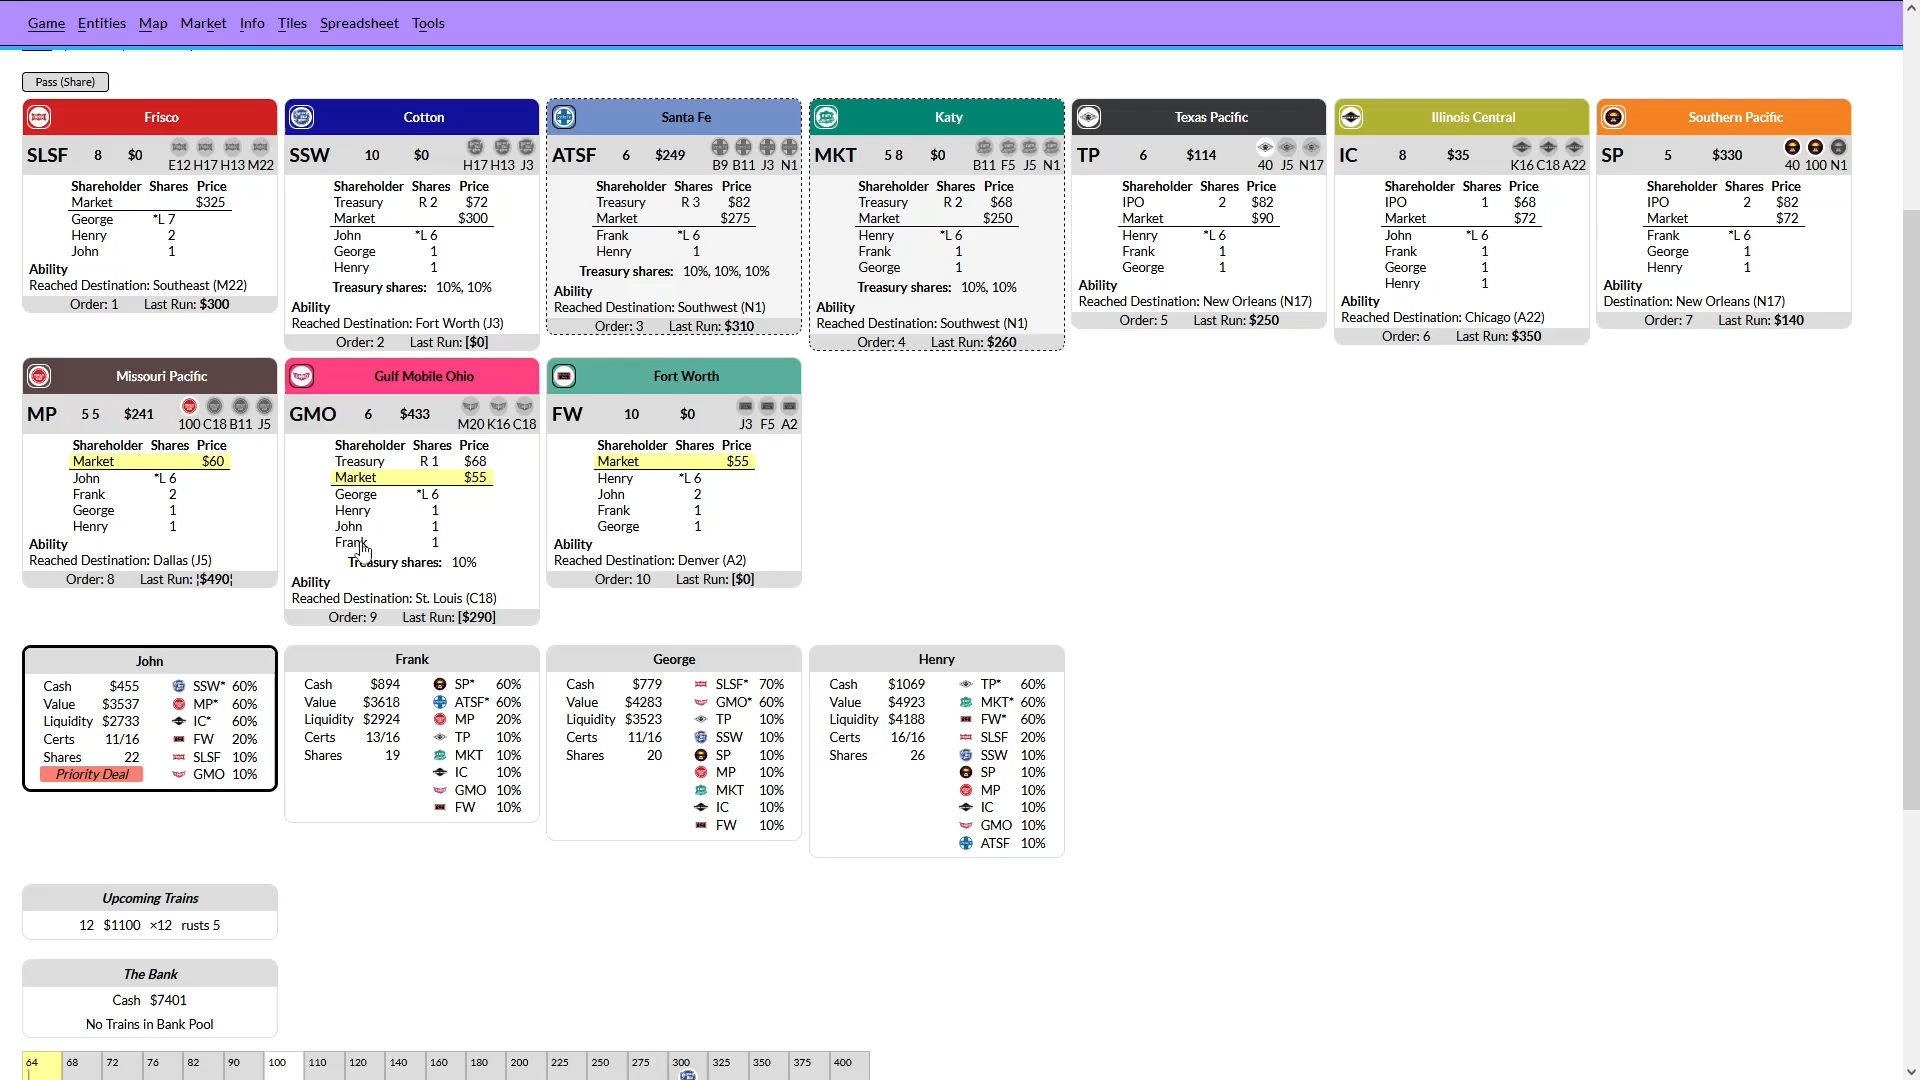 Game Entities Map Market Info Tiles Spreadsheet Tools
Pass (Share)
Frisco
SLSF 8 $0 E12 H17 H13 M22
Shareholder Shares Price
Market $325
George *L 7
Henry 2
John 1
Ability
Reached Destination: Southeast (M22)
Order: 1 Last Run: $300
Cotton
SSW 10 $0 H17 H13 J3
Shareholder Shares Price
Treasury R 2 $72
Market $300
John *L 6
George 1
Henry 1
Treasury shares: 10%, 10%
Ability
Reached Destination: Fort Worth (J3)
Order: 2 Last Run: [$0]
Santa Fe
ATSF 6 $249 B9 B11 J3 N1
Shareholder Shares Price
Treasury R 3 $82
Market $275
Frank *L 6
Henry 1
Treasury shares: 10%, 10%, 10%
Ability
Reached Destination: Southwest (N1)
Order: 3 Last Run: $310
Katy
MKT 5 8 $0 B11 F5 J5 N1
Shareholder Shares Price
Treasury R 2 $68
Market $250
Henry *L 6
Frank 1
George 1
Treasury shares: 10%, 10%
Ability
Reached Destination: Southwest (N1)
Order: 4 Last Run: $260
Texas Pacific
TP 6 $114 40 J5 N17
Shareholder Shares Price
IPO 2 $82
Market $90
Henry *L 6
Frank 1
George 1
Ability
Reached Destination: New Orleans (N17)
Order: 5 Last Run: $250
Illinois Central
IC 8 $35 K16 C18 A22
Shareholder Shares Price
IPO 1 $68
Market $72
John *L 6
Frank 1
George 1
Henry 1
Ability
Reached Destination: Chicago (A22)
Order: 6 Last Run: $350
Southern Pacific
SP 5 $330 40 100 N1
Shareholder Shares Price
IPO 2 $82
Market $72
Frank *L 6
George 1
Henry 1
Ability
Destination: New Orleans (N17)
Order: 7 Last Run: $140
Missouri Pacific
MP 5 5 $241 100 C18 B11 J5
Shareholder Shares Price
Market $60
John *L 6
Frank 2
George 1
Henry 1
Ability
Reached Destination: Dallas (J5)
Order: 8 Last Run: ¦$490¦
Gulf Mobile Ohio
GMO 6 $433 M20 K16 C18
Shareholder Shares Price
Treasury R 1 $68
Market $55
George *L 6
Henry 1
John 1
Frank 1
Treasury shares: 10%
Ability
Reached Destination: St. Louis (C18)
Order: 9 Last Run: [$290]
Fort Worth
FW 10 $0 J3 F5 A2
Shareholder Shares Price
Market $55
Henry *L 6
John 2
Frank 1
George 1
Ability
Reached Destination: Denver (A2)
Order: 10 Last Run: [$0]
John
Cash $455 SSW* 60%
Value $3537 MP* 60%
Liquidity $2733 IC* 60%
Certs 11/16 FW 20%
Shares 22 SLSF 10%
Priority Deal GMO 10%
Frank
Cash $894 SP* 60%
Value $3618 ATSF* 60%
Liquidity $2924 MP 20%
Certs 13/16 TP 10%
Shares 19 MKT 10%
IC 10%
GMO 10%
FW 10%
George
Cash $779 SLSF* 70%
Value $4283 GMO* 60%
Liquidity $3523 TP 10%
Certs 11/16 SSW 10%
Shares 20 SP 10%
MP 10%
MKT 10%
IC 10%
FW 10%
Henry
Cash $1069 TP* 60%
Value $4923 MKT* 60%
Liquidity $4188 FW* 60%
Certs 16/16 SLSF 20%
Shares 26 SSW 10%
SP 10%
MP 10%
IC 10%
GMO 10%
ATSF 10%
Upcoming Trains
12 $1100 ×12 rusts 5
The Bank
Cash $7401
No Trains in Bank Pool
64 68 72 76 82 90 100 110 120 140 160 180 200 225 250 275 300 325 350 375 400